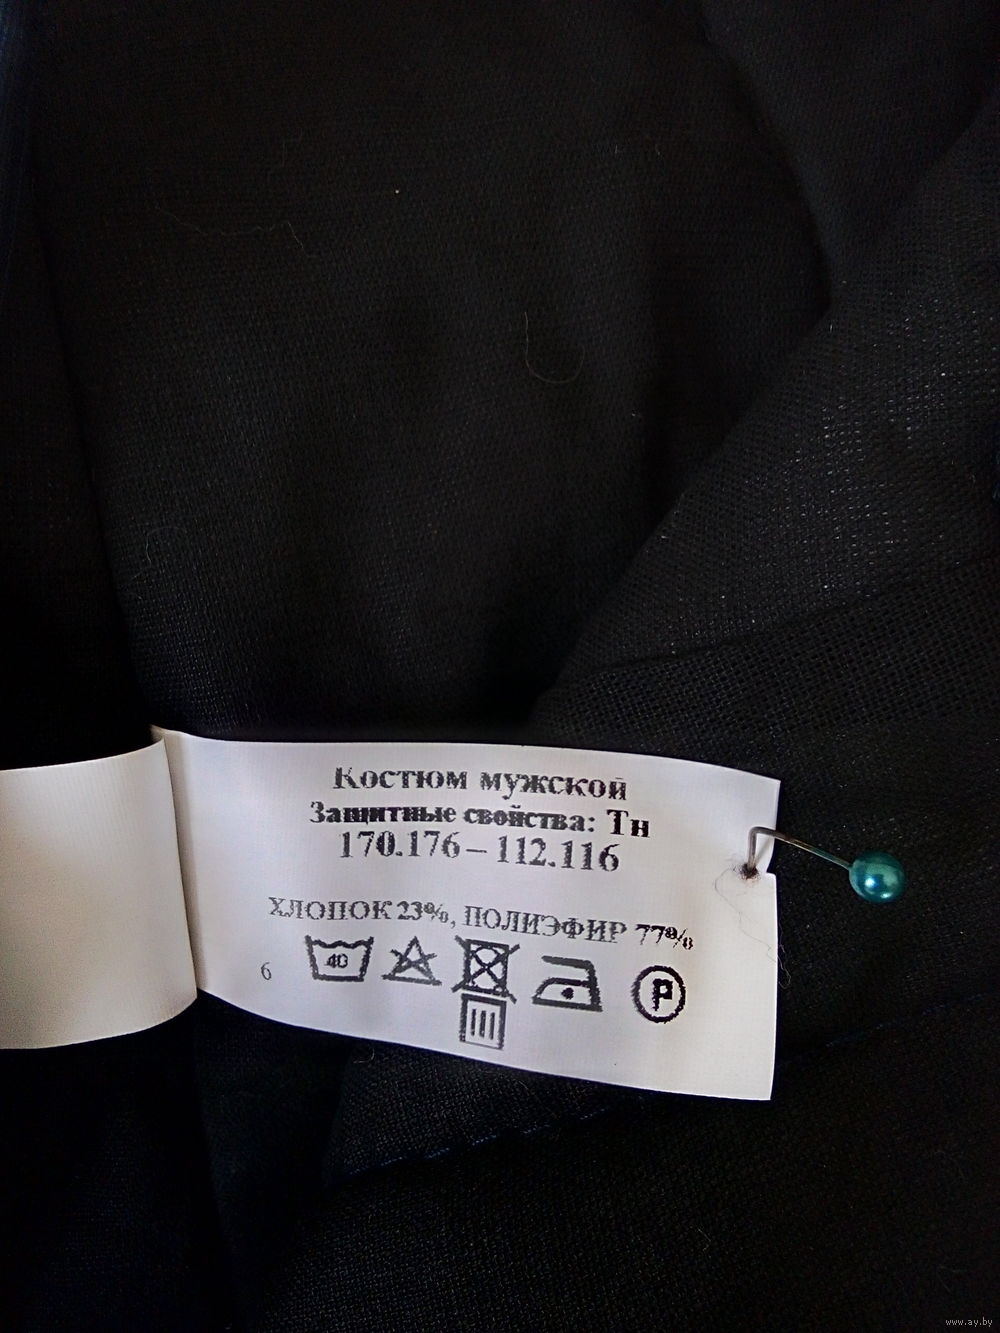 Костюм мужской
Защитные свойства: Тн
170.176 – 112.116
ХЛОПОК 23%, ПОЛИЭФИР 77%
6
40
P
www.ay.by